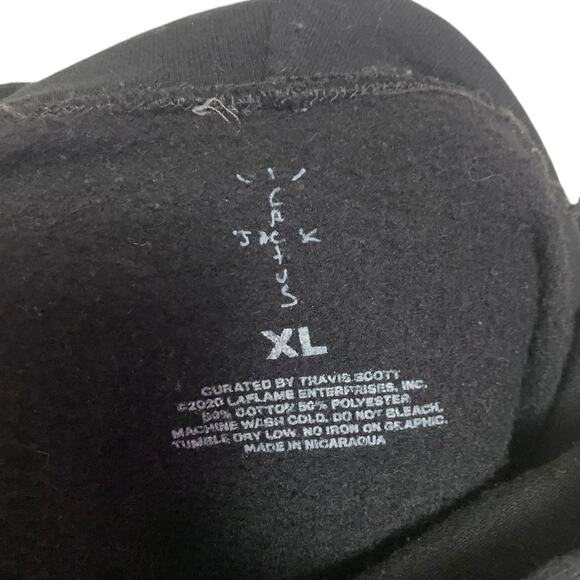 CACTUS
JACK
XL
CURATED BY TRAVIS SCOTT
©2020 LAFLAME ENTERPRISES, INC.
50% COTTON 50% POLYESTER
MACHINE WASH COLD. DO NOT BLEACH.
TUMBLE DRY LOW. NO IRON ON GRAPHIC.
MADE IN NICARAGUA